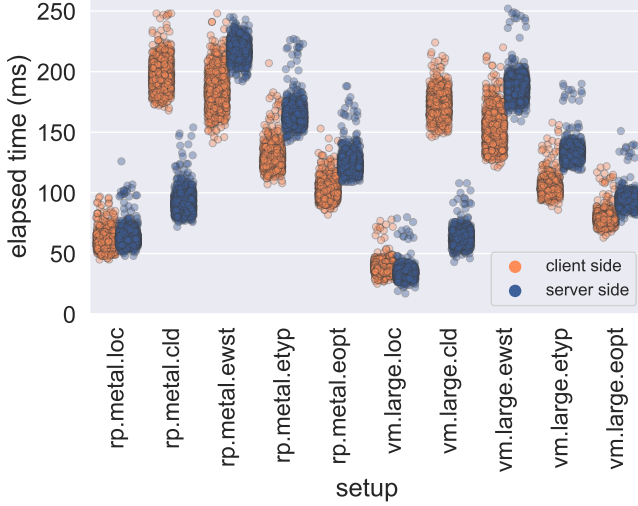 250
200
150
100
50
0
elapsed time (ms)
client side
server side
rp.metal.loc
rp.metal.cld
rp.metal.ewst
rp.metal.etyp
rp.metal.eopt
vm.large.loc
vm.large.cld
vm.large.ewst
vm.large.etyp
vm.large.eopt
setup